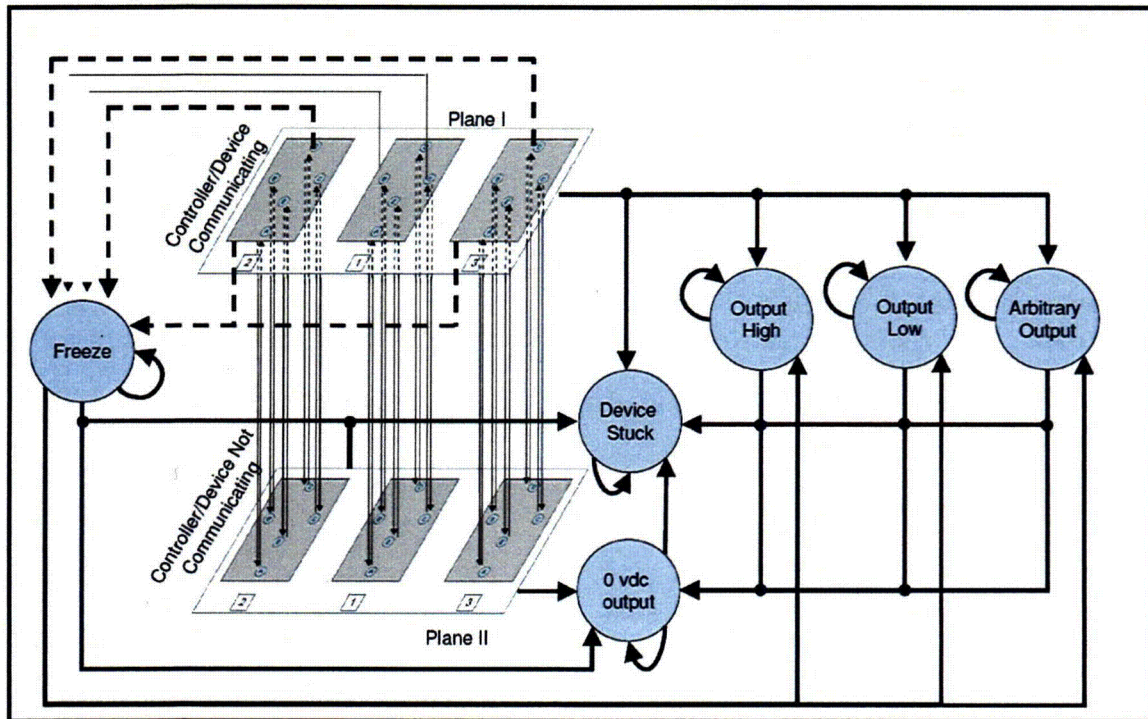 Plane I
Controller/Device
Communicating
2
1
3
Freeze
Output
High
Output
Low
Arbitrary
Output
Device
Stuck
Controller/Device Not
Communicating
0 vdc
output
2
1
3
Plane II